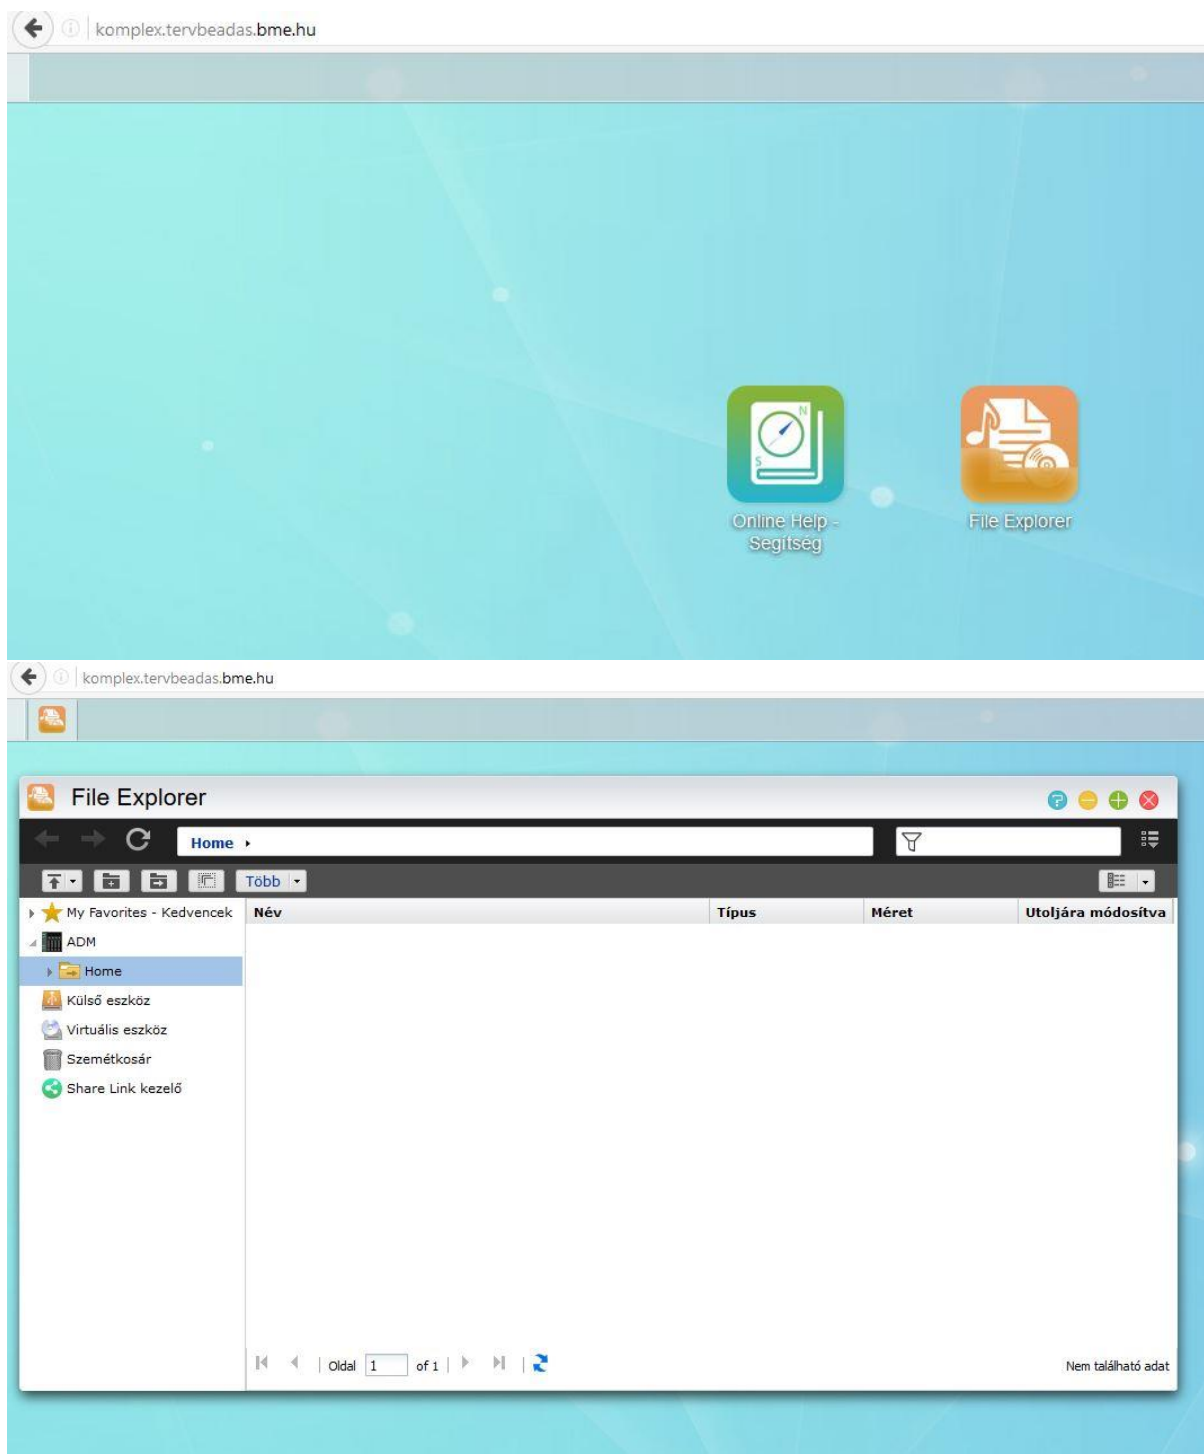 komplex.tervbeadas.bme.hu
N
S
Online Help -
Segítség
File Explorer
komplex.tervbeadas.bme.hu
File Explorer
Home
Több
My Favorites - Kedvencek
Név Típus Méret Utoljára módosítva
ADM
Home
Külső eszköz
Virtuális eszköz
Szemétkosár
Share Link kezelő
Oldal 1 of 1
Nem található adat